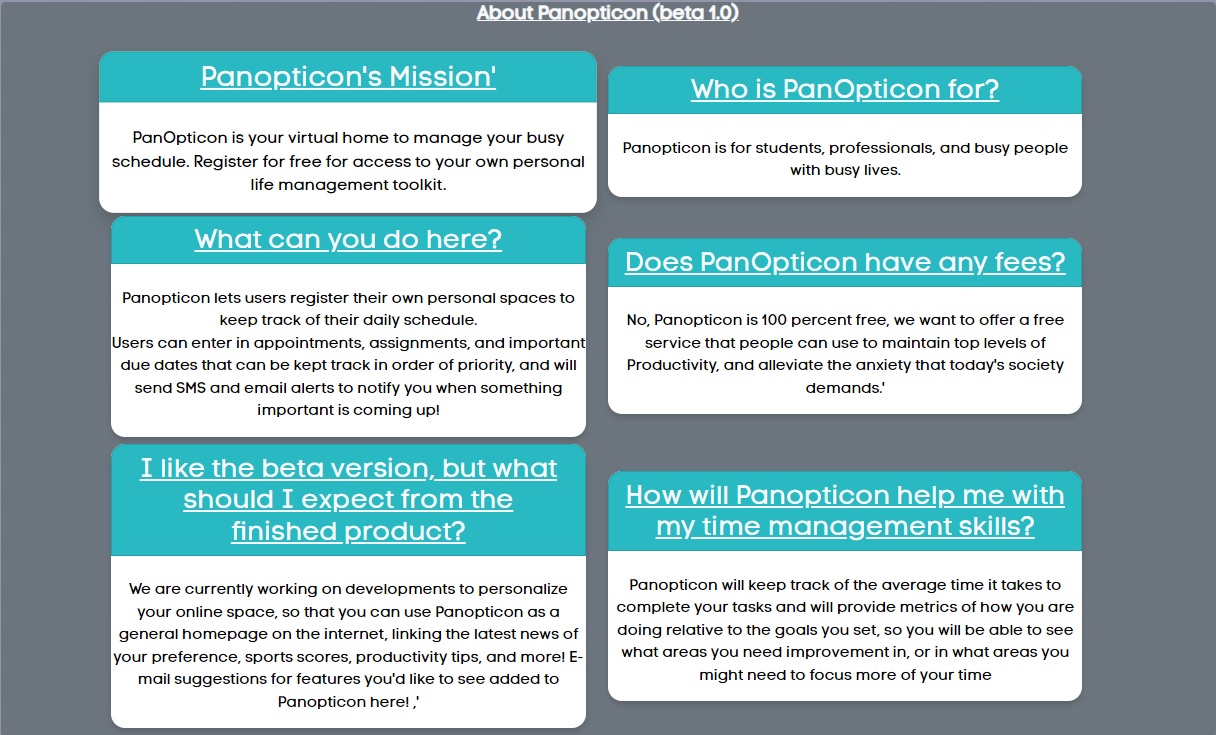 About Panopticon (beta 1.0)
Panopticon's Mission'
PanOpticon is your virtual home to manage your busy
schedule. Register for free for access to your own personal
life management toolkit.
Who is PanOpticon for?
Panopticon is for students, professionals, and busy people
with busy lives.
What can you do here?
Panopticon lets users register their own personal spaces to
keep track of their daily schedule.
Users can enter in appointments, assignments, and important
due dates that can be kept track in order of priority, and will
send SMS and email alerts to notify you when something
important is coming up!
Does PanOpticon have any fees?
No, Panopticon is 100 percent free, we want to offer a free
service that people can use to maintain top levels of
Productivity, and alleviate the anxiety that today's society
demands.'
I like the beta version, but what
should I expect from the
finished product?
We are currently working on developments to personalize
your online space, so that you can use Panopticon as a
general homepage on the internet, linking the latest news of
your preference, sports scores, productivity tips, and more! E-
mail suggestions for features you'd like to see added to
Panopticon here! ,'
How will Panopticon help me with
my time management skills?
Panopticon will keep track of the average time it takes to
complete your tasks and will provide metrics of how you are
doing relative to the goals you set, so you will be able to see
what areas you need improvement in, or in what areas you
might need to focus more of your time